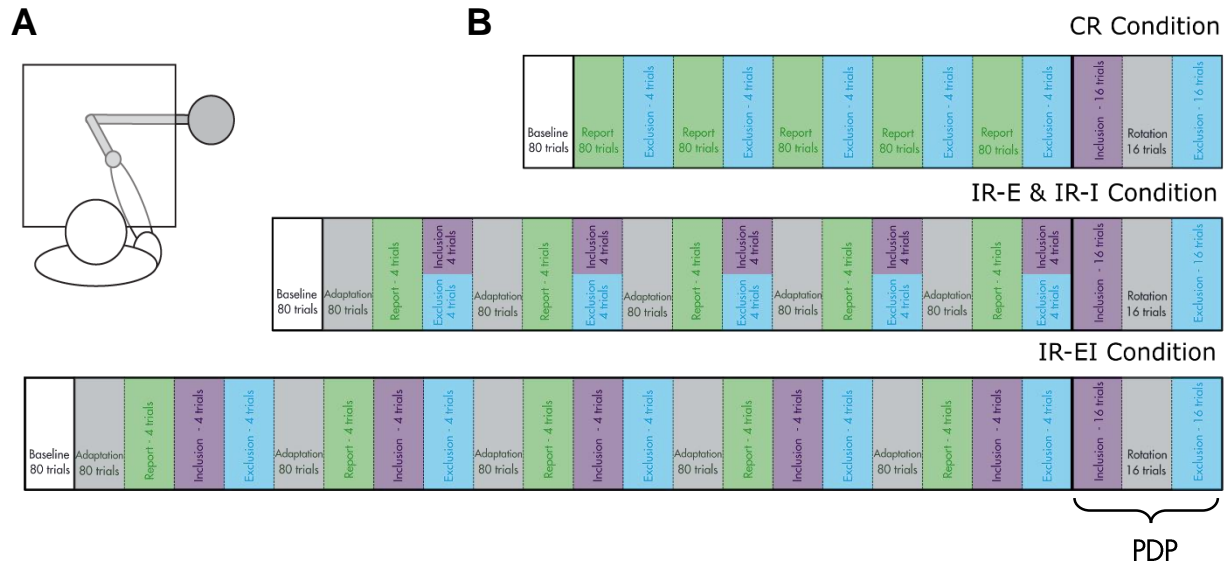 A
B
CR Condition
Baseline
80 trials
Report
80 trials
Exclusion - 4 trials
Report
80 trials
Exclusion - 4 trials
Report
80 trials
Exclusion - 4 trials
Report
80 trials
Exclusion - 4 trials
Report
80 trials
Exclusion - 4 trials
Inclusion - 16 trials
Rotation
16 trials
Exclusion - 16 trials
IR-E & IR-I Condition
Baseline
80 trials
Adaptation
80 trials
Report - 4 trials
Inclusion
4 trials
Exclusion
4 trials
Adaptation
80 trials
Report - 4 trials
Inclusion
4 trials
Exclusion
4 trials
Adaptation
80 trials
Report - 4 trials
Inclusion
4 trials
Exclusion
4 trials
Adaptation
80 trials
Report - 4 trials
Inclusion
4 trials
Exclusion
4 trials
Adaptation
80 trials
Report - 4 trials
Inclusion
4 trials
Exclusion
4 trials
Inclusion - 16 trials
Rotation
16 trials
Exclusion - 16 trials
IR-EI Condition
Baseline
80 trials
Adaptation
80 trials
Report - 4 trials
Inclusion - 4 trials
Exclusion - 4 trials
Adaptation
80 trials
Report - 4 trials
Inclusion - 4 trials
Exclusion - 4 trials
Adaptation
80 trials
Report - 4 trials
Inclusion - 4 trials
Exclusion - 4 trials
Adaptation
80 trials
Report - 4 trials
Inclusion - 4 trials
Exclusion - 4 trials
Adaptation
80 trials
Report - 4 trials
Inclusion - 4 trials
Exclusion - 4 trials
Inclusion - 16 trials
Rotation
16 trials
Exclusion - 16 trials
PDP